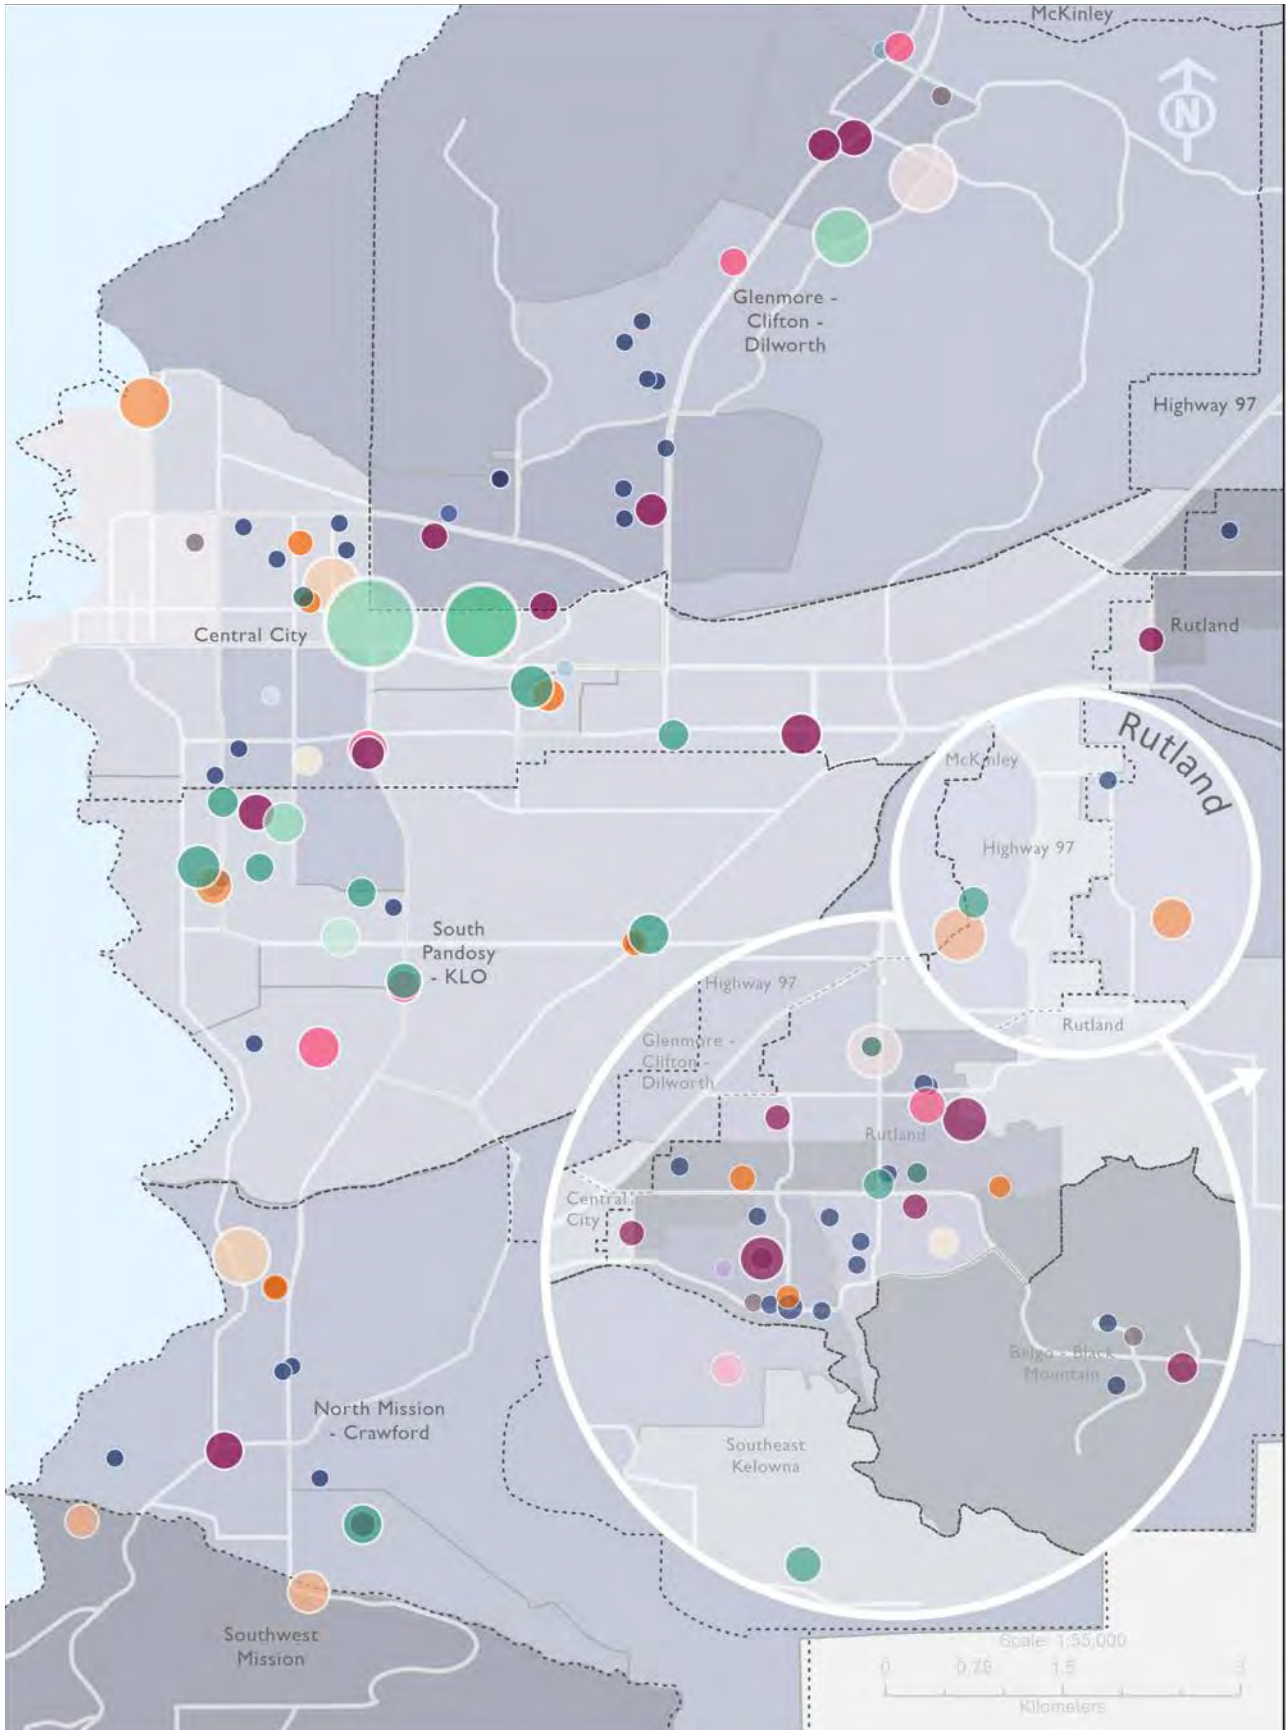 McKinley
N
Glenmore -
Clifton -
Dilworth
Highway 97
Rutland
Central City
Rutland
McKinley
Highway 97
Rutland
South
Pandosy
- KLO
Highway 97
Glenmore -
Clifton -
Dilworth
Rutland
Central
City
Belgo - Black
Mountain
North Mission
- Crawford
Southeast
Kelowna
Southwest
Mission
Scale: 1:55,000
0 0.75 1.5 3
Kilometers